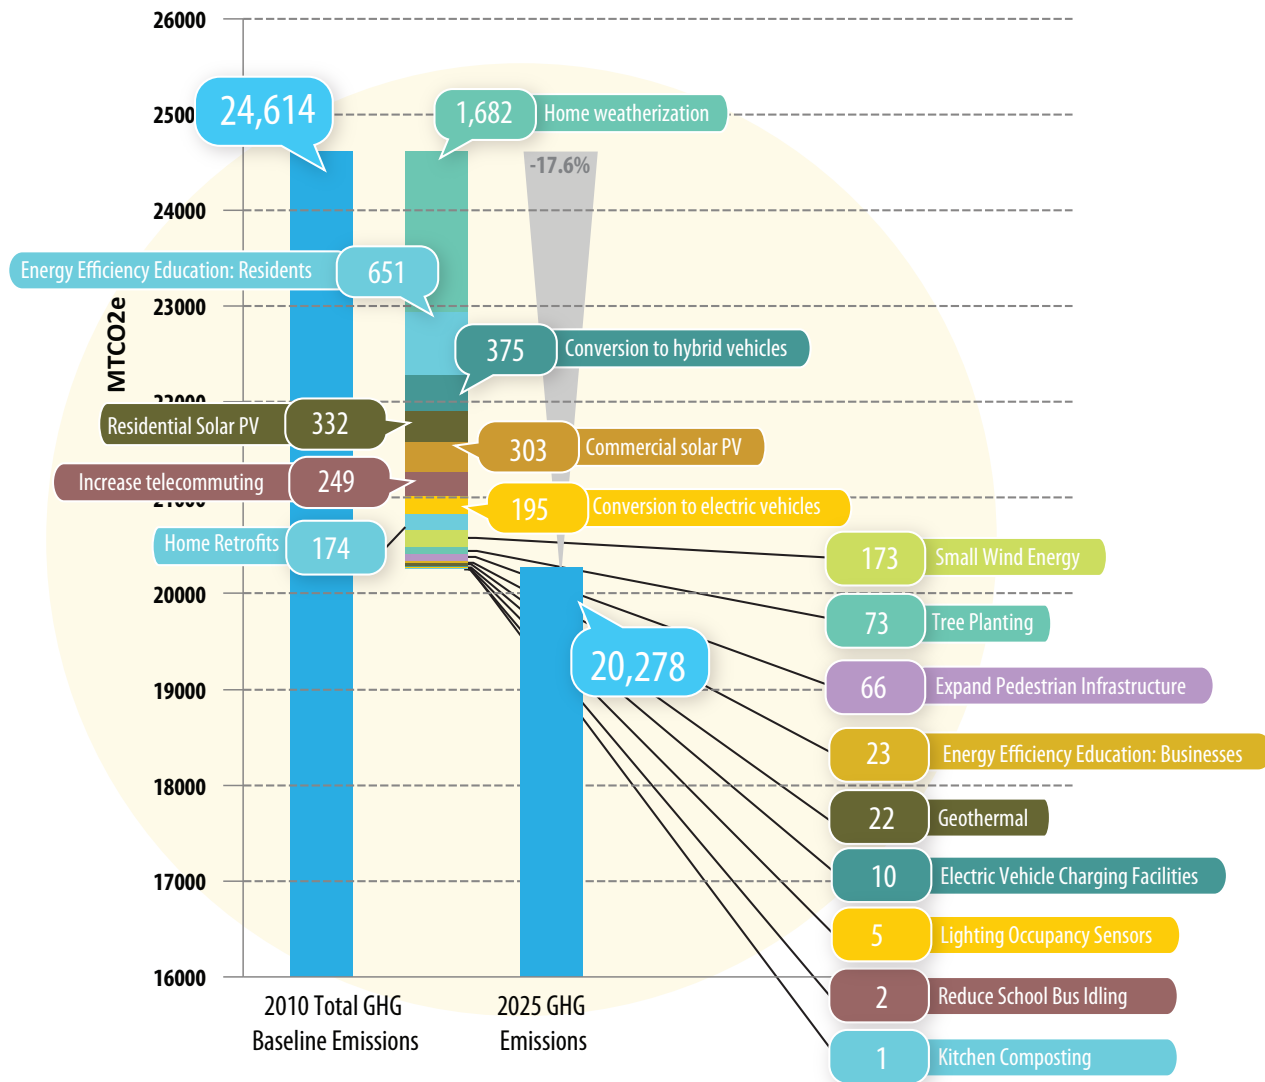 26000
25000
24,614
1,682
Home weatherization
-17.6%
24000
Energy Efficiency Education: Residents
651
23000
MTCO2e
375
Conversion to hybrid vehicles
22000
Residential Solar PV
332
303
Commercial solar PV
Increase telecommuting
249
21000
195
Conversion to electric vehicles
Home Retrofits
174
173
Small Wind Energy
20000
73
Tree Planting
20,278
19000
66
Expand Pedestrian Infrastructure
23
Energy Efficiency Education: Businesses
18000
22
Geothermal
17000
10
Electric Vehicle Charging Facilities
5
Lighting Occupancy Sensors
16000
2
Reduce School Bus Idling
2010 Total GHG
Baseline Emissions
2025 GHG
Emissions
1
Kitchen Composting